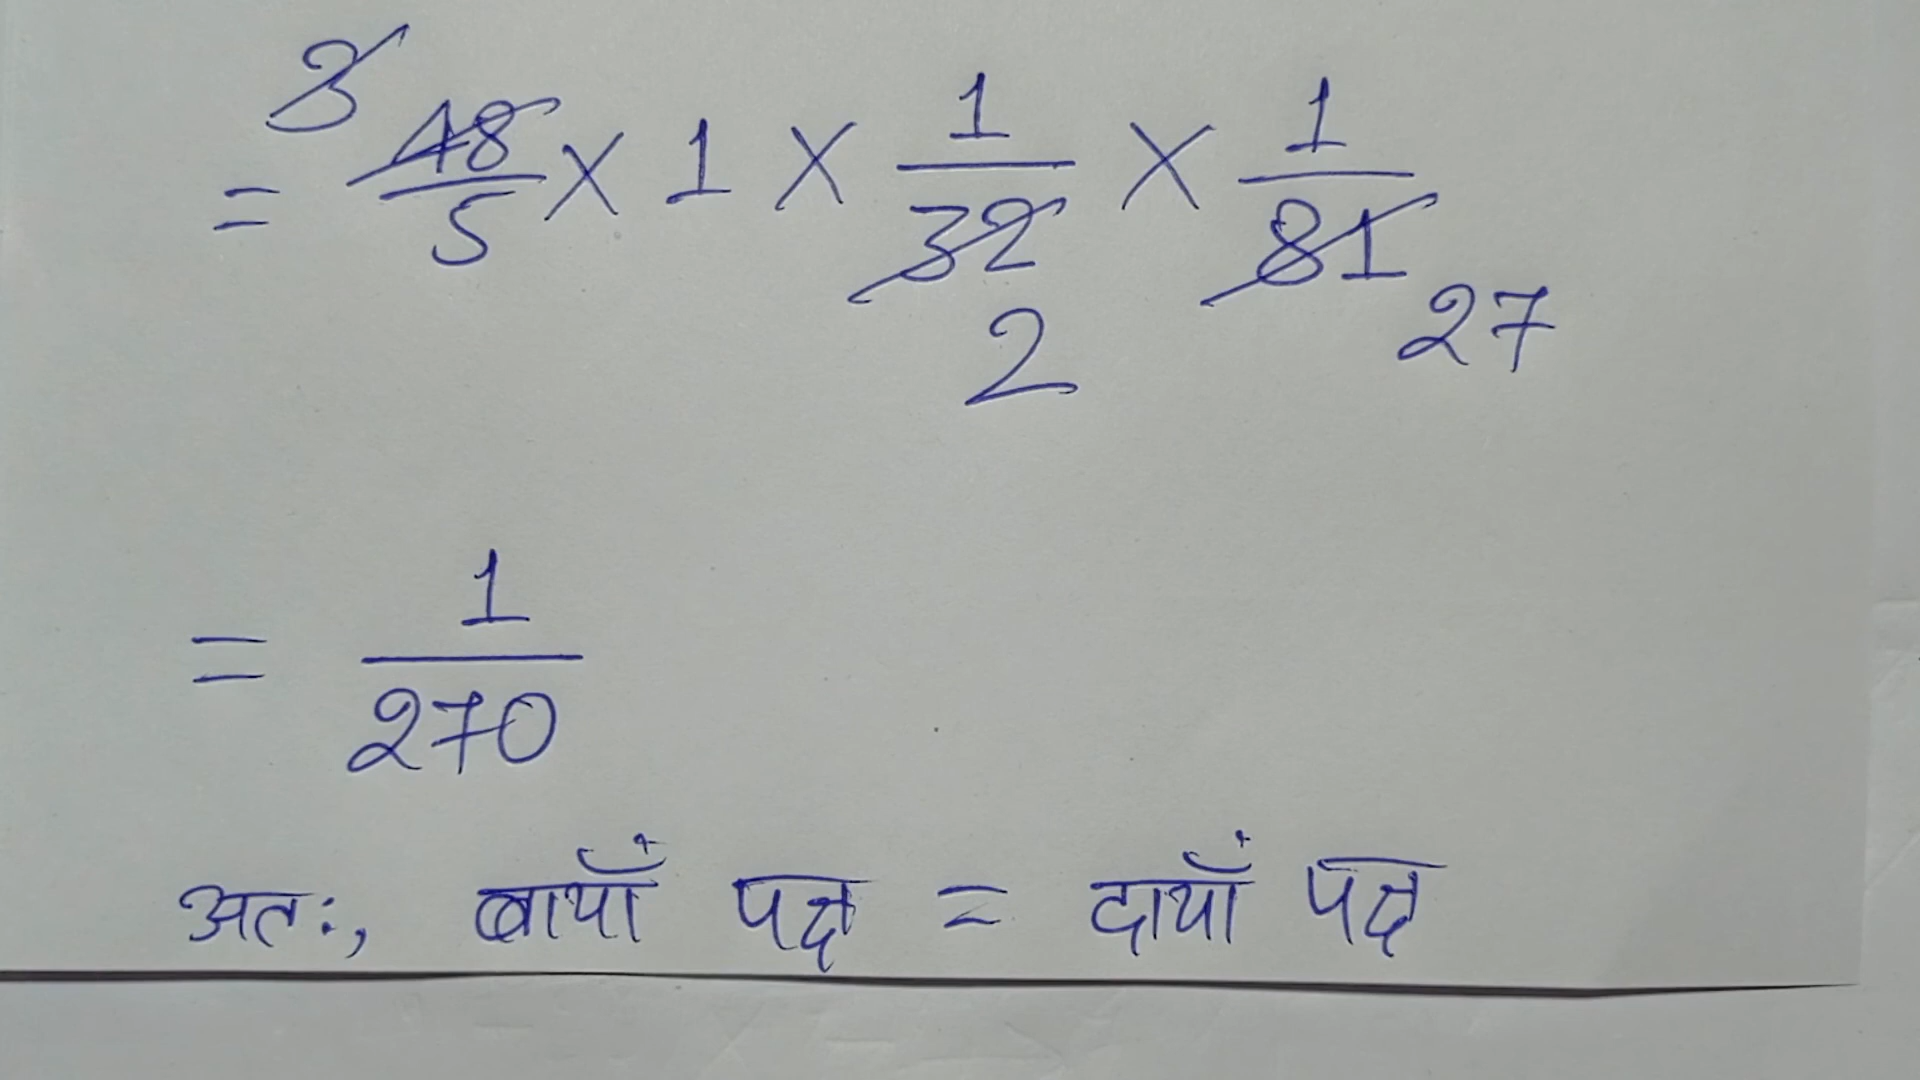 = 3 48/5 × 1 × 1/32 × 1/81
2 27
= 1/270
अतः, बायाँ पक्ष = दायाँ पक्ष